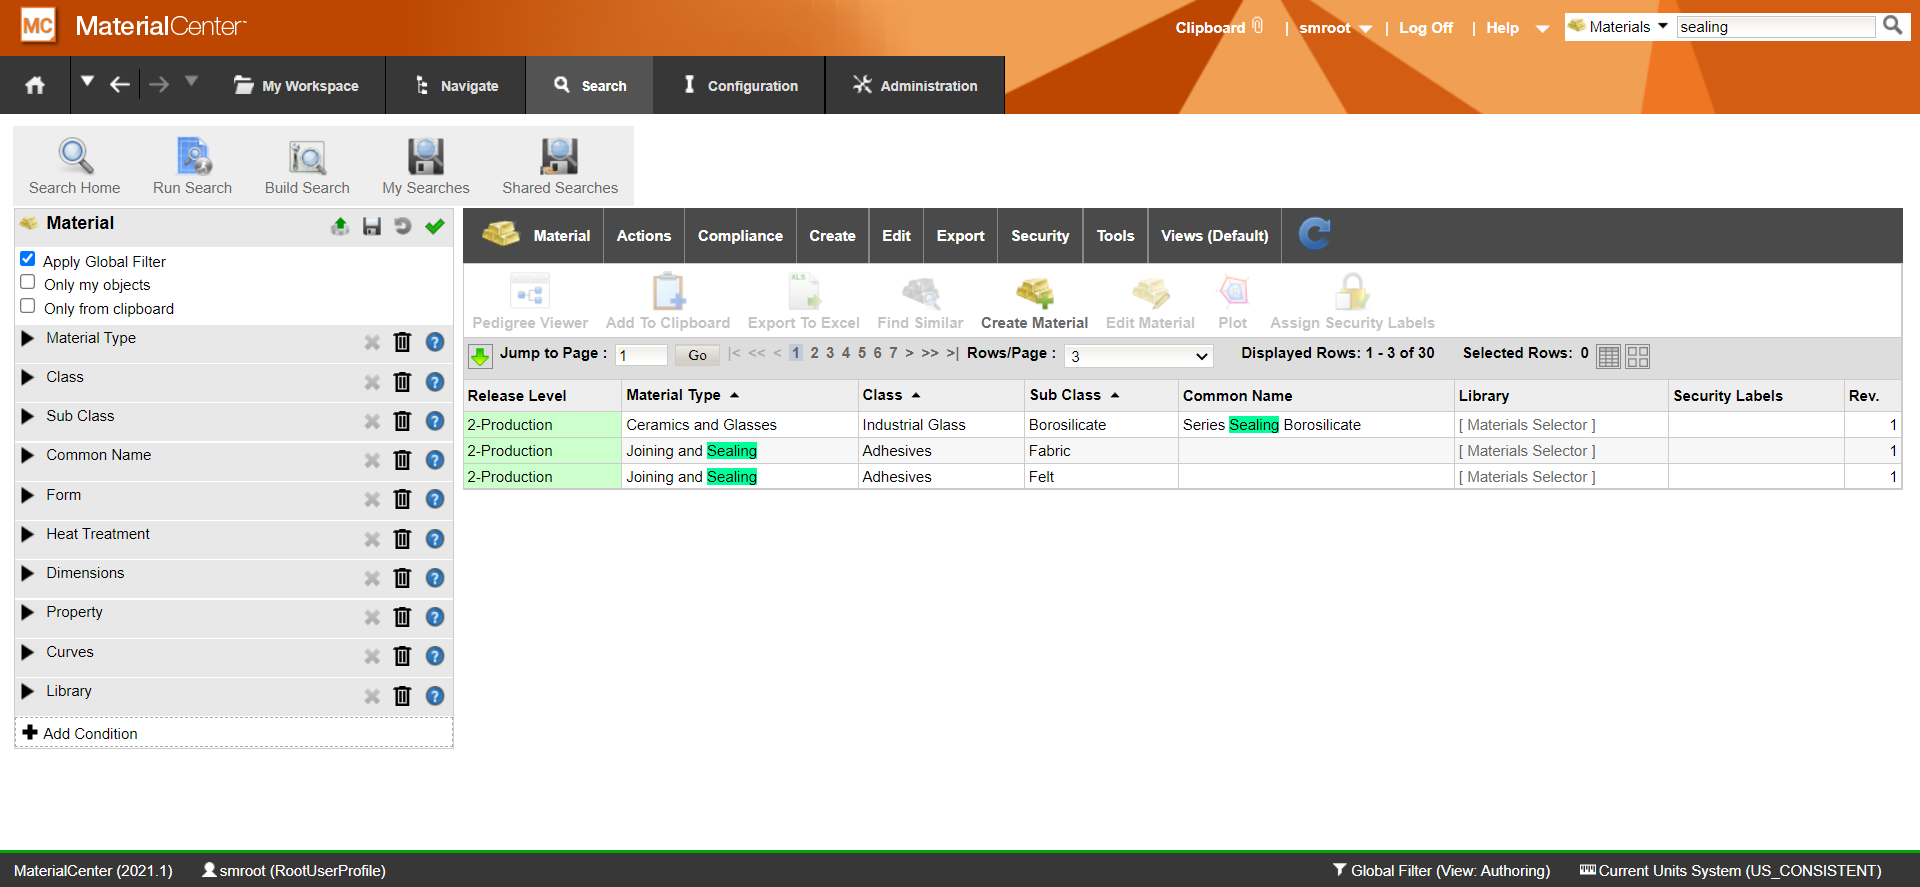 MC MaterialCenter
Clipboard | smroot | Log Off | Help Materials sealing
My Workspace Navigate Search Configuration Administration
Search Home Run Search Build Search My Searches Shared Searches
Material
Apply Global Filter
Only my objects
Only from clipboard
Material Type ?
Class ?
Sub Class ?
Common Name ?
Form ?
Heat Treatment ?
Dimensions ?
Property ?
Curves ?
Library ?
Add Condition
Material Actions Compliance Create Edit Export Security Tools Views (Default)
XLS
Pedigree Viewer Add To Clipboard Export To Excel Find Similar Create Material Edit Material Plot Assign Security Labels
Jump to Page : 1 Go |< << < 1 2 3 4 5 6 7 > >> >| Rows/Page : 3 Displayed Rows: 1 - 3 of 30 Selected Rows: 0
Release Level Material Type Class Sub Class Common Name Library Security Labels Rev.
2-Production Ceramics and Glasses Industrial Glass Borosilicate Series Sealing Borosilicate [ Materials Selector ] 1
2-Production Joining and Sealing Adhesives Fabric [ Materials Selector ] 1
2-Production Joining and Sealing Adhesives Felt [ Materials Selector ] 1
MaterialCenter (2021.1) smroot (RootUserProfile) Global Filter (View: Authoring) Current Units System (US_CONSISTENT)